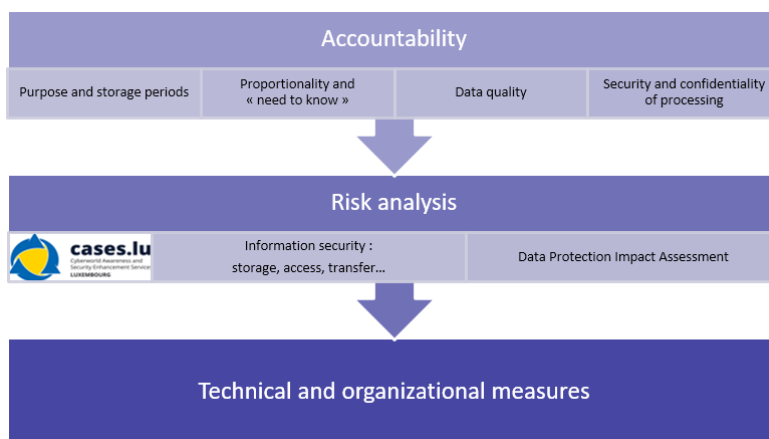 Accountability
Purpose and storage periods
Proportionality and
« need to know »
Data quality
Security and confidentiality
of processing
Risk analysis
cases.lu
Cyberworld Awareness and
Security Enhancement Service
LUXEMBOURG
Information security :
storage, access, transfer...
Data Protection Impact Assessment
Technical and organizational measures